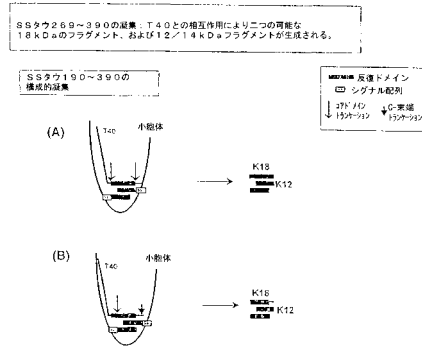 SSタウ269~390の凝集:T40との相互作用により二つの可能な
18kDaのフラグメント、および12/14kDaフラグメントが生成される。
SSタウ190~390の
構成的凝集
反復ドメイン
シグナル配列
コアドメイン
トランケーション
C-末端
トランケーション
(A)
T40
小胞体
K18
K12
(B)
T40
小胞体
K18
K12